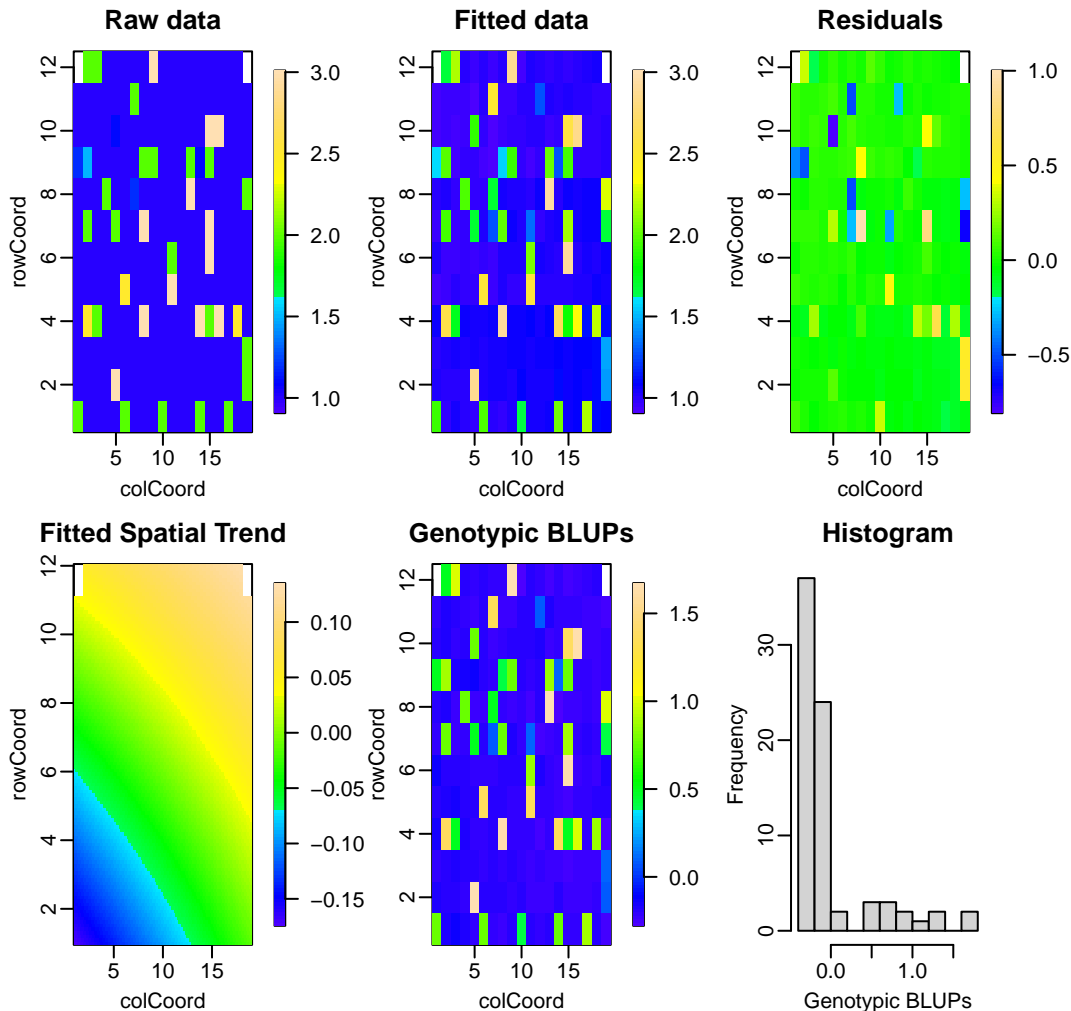 Raw data
Fitted data
Residuals
rowCoord
2 4 6 8 10 12
5 10 15
colCoord
1.0 1.5 2.0 2.5 3.0
rowCoord
2 4 6 8 10 12
5 10 15
colCoord
1.0 1.5 2.0 2.5 3.0
rowCoord
2 4 6 8 10 12
5 10 15
colCoord
−0.5 0.0 0.5 1.0
Fitted Spatial Trend
Genotypic BLUPs
Histogram
rowCoord
2 4 6 8 10 12
5 10 15
colCoord
−0.15 −0.10 −0.05 0.00 0.05 0.10
rowCoord
2 4 6 8 10 12
5 10 15
colCoord
0.0 0.5 1.0 1.5
Frequency
0 10 20 30
0.0 1.0
Genotypic BLUPs